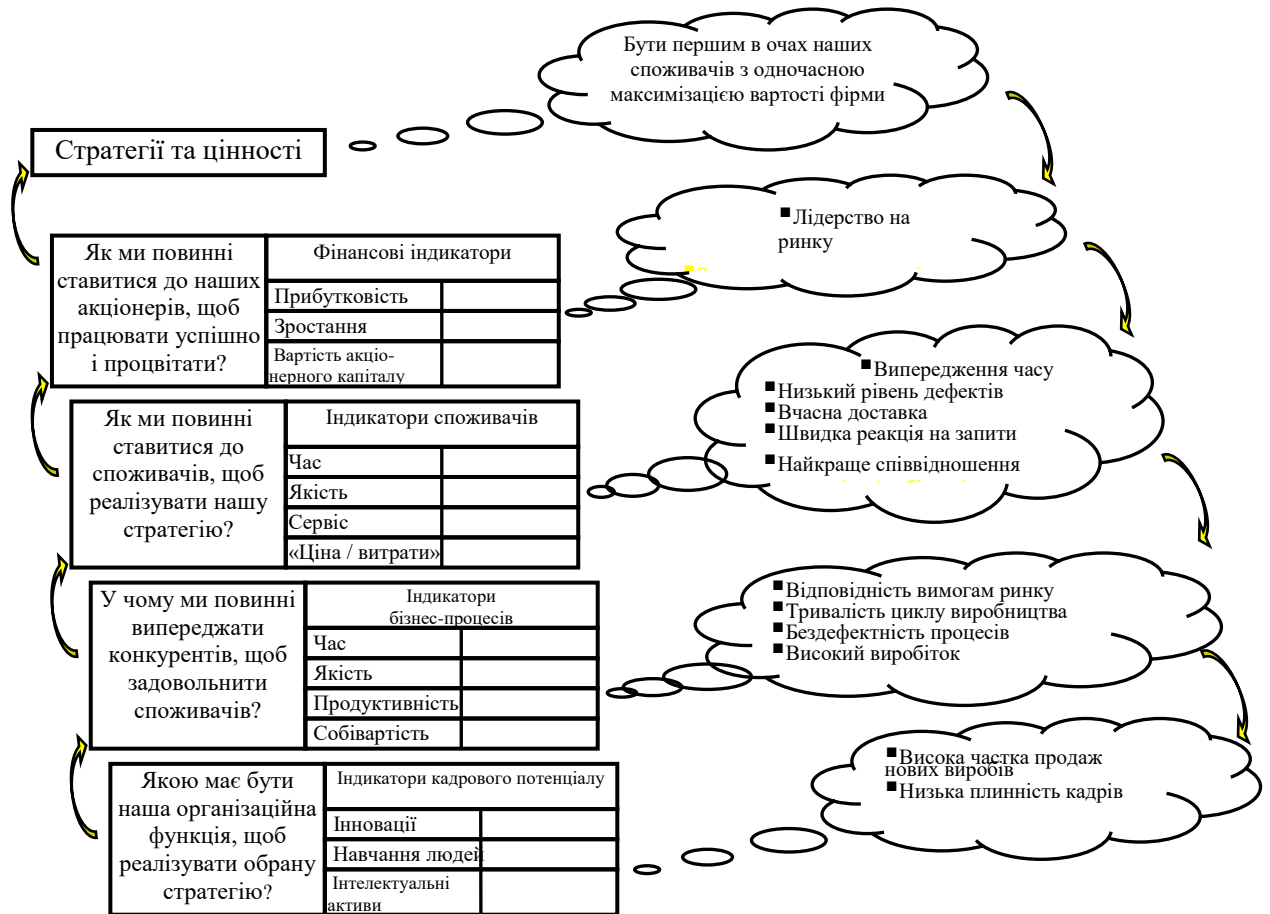 Бути першим в очах наших
споживачів з одночасною
максимізацією вартості фірми
Стратегії та цінності
▪Лідерство на
ринку
Як ми повинні
ставитися до наших
акціонерів, щоб
працювати успішно
і процвітати?
Фінансові індикатори
Прибутковість
Зростання
Вартість акціо-
нерного капіталу
▪Випередження часу
▪Низький рівень дефектів
▪Вчасна доставка
▪Швидка реакція на запити
▪Найкраще співвідношення
Як ми повинні
ставитися до
споживачів, щоб
реалізувати нашу
стратегію?
Індикатори споживачів
Час
Якість
Сервіс
«Ціна / витрати»
▪Відповідність вимогам ринку
▪Тривалість циклу виробництва
▪Бездефектність процесів
▪Високий виробіток
У чому ми повинні
випереджати
конкурентів, щоб
задовольнити
споживачів?
Індикатори
бізнес-процесів
Час
Якість
Продуктивність
Собівартість
▪Висока частка продаж
нових виробів
▪Низька плинність кадрів
Якою має бути
наша організаційна
функція, щоб
реалізувати обрану
стратегію?
Індикатори кадрового потенціалу
Інновації
Навчання людей
Інтелектуальні
активи